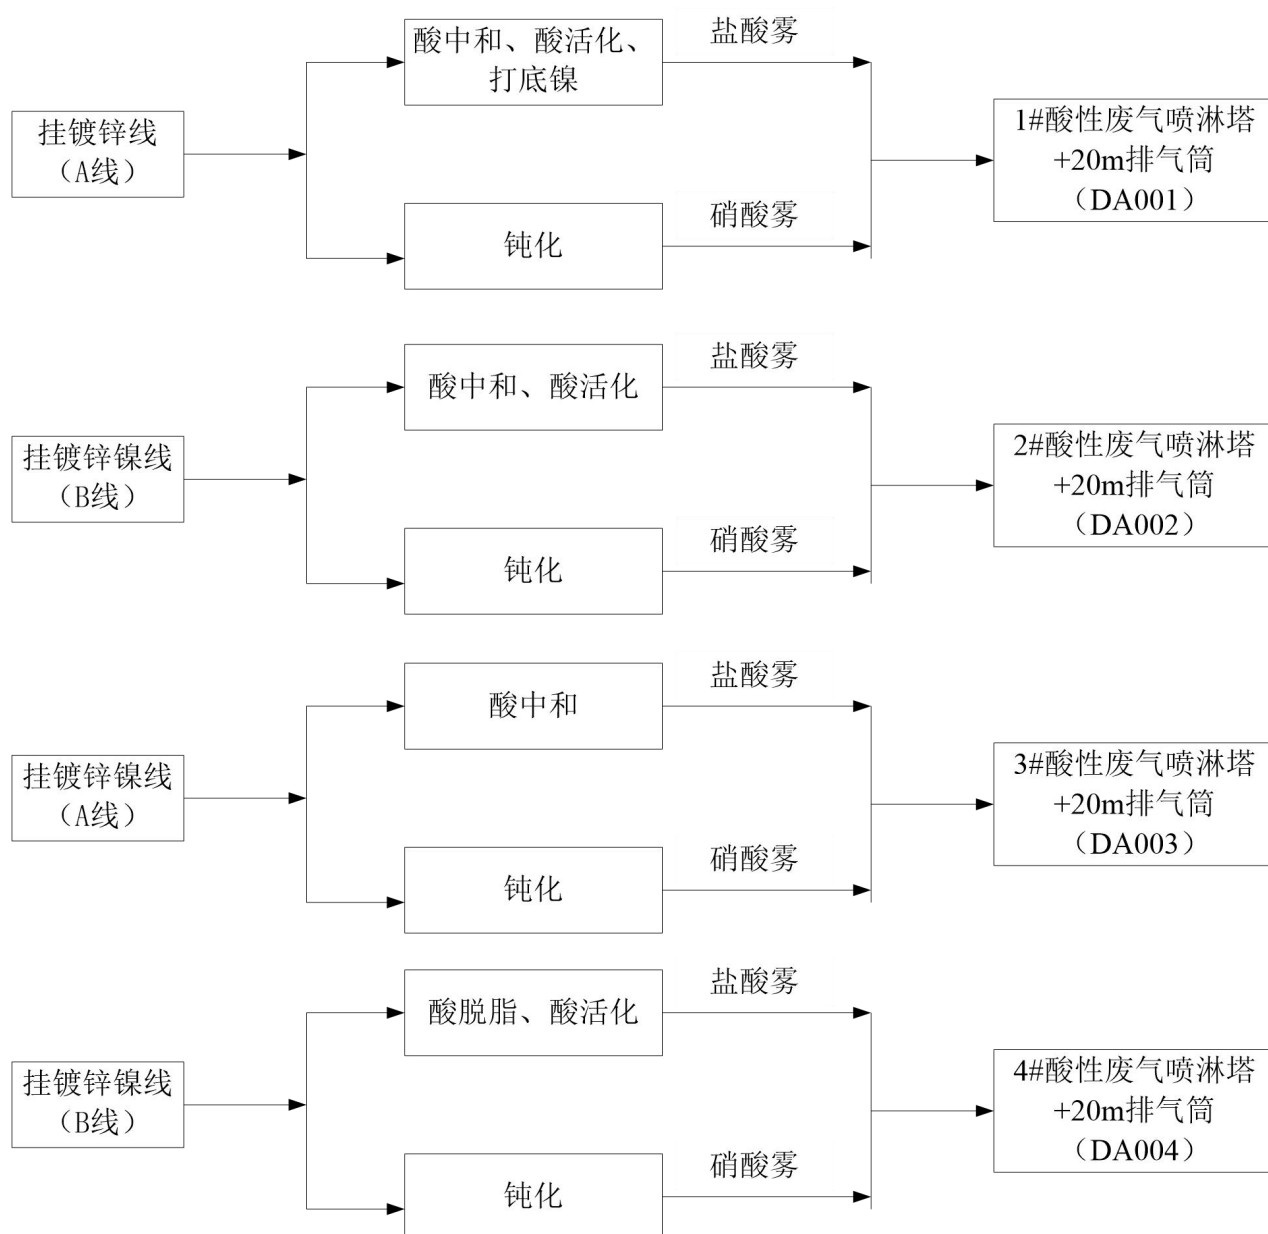 酸中和、酸活化、
打底镍
盐酸雾
挂镀锌线
（A线）
1#酸性废气喷淋塔
+20m排气筒
（DA001）
钝化
硝酸雾
酸中和、酸活化
盐酸雾
挂镀锌镍线
（B线）
2#酸性废气喷淋塔
+20m排气筒
（DA002）
钝化
硝酸雾
酸中和
盐酸雾
挂镀锌镍线
（A线）
3#酸性废气喷淋塔
+20m排气筒
（DA003）
钝化
硝酸雾
酸脱脂、酸活化
盐酸雾
挂镀锌镍线
（B线）
4#酸性废气喷淋塔
+20m排气筒
（DA004）
钝化
硝酸雾